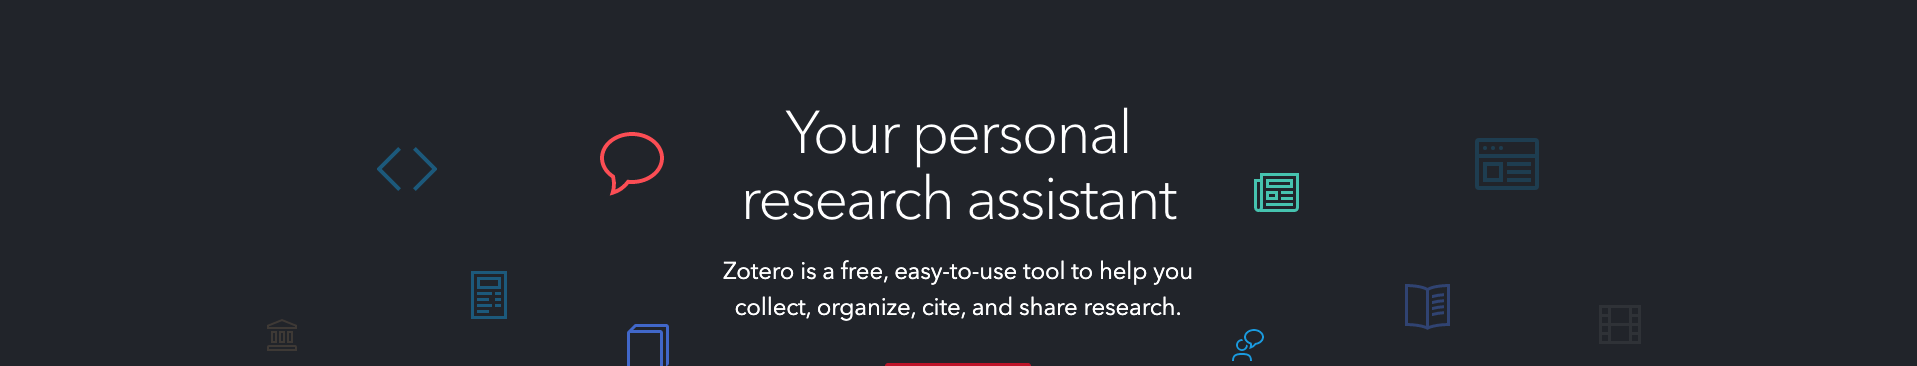 Your personal
research assistant
Zotero is a free, easy-to-use tool to help you
collect, organize, cite, and share research.